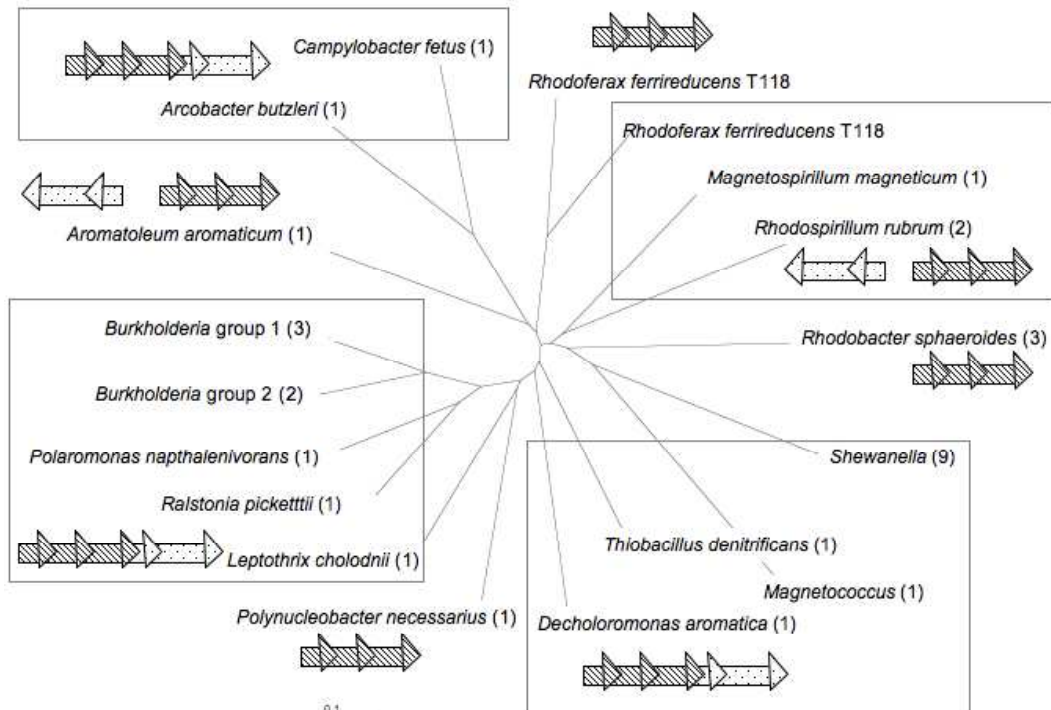 Campylobacter fetus (1)
Rhodoferax ferrireducens T118
Arcobacter butzleri (1)
Rhodoferax ferrireducens T118
Magnetospirillum magneticum (1)
Rhodospirillum rubrum (2)
Aromatoleum aromaticum (1)
Burkholderia group 1 (3)
Rhodobacter sphaeroides (3)
Burkholderia group 2 (2)
Polaromonas napthalenivorans (1)
Shewanella (9)
Ralstonia picketttii (1)
Thiobacillus denitrificans (1)
Leptothrix cholodnii (1)
Magnetococcus (1)
Polynucleobacter necessarius (1)
Decholoromonas aromatica (1)